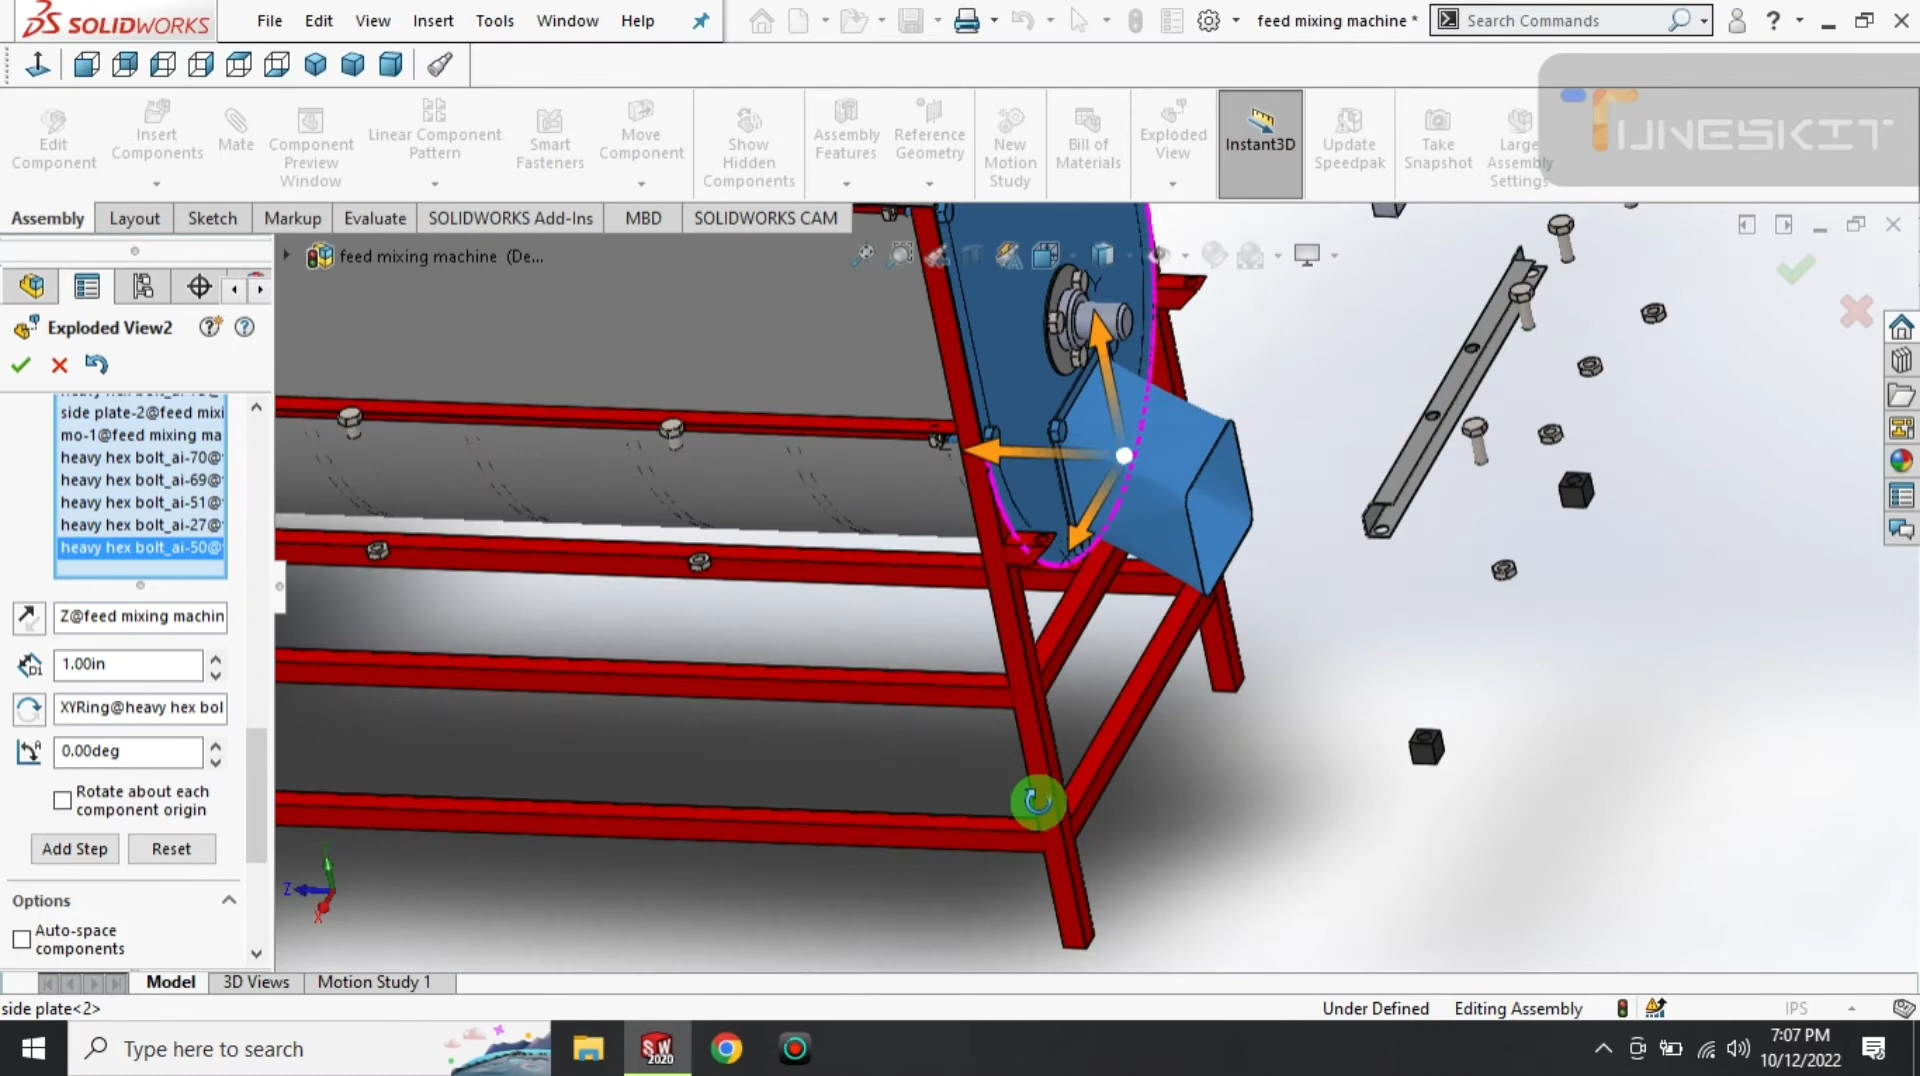 SOLIDWORKS
File Edit View Insert Tools Window Help
feed mixing machine *
Search Commands
TUNESKIT
Edit Component
Insert Components
Mate
Component Preview Window
Linear Component Pattern
Smart Fasteners
Move Component
Show Hidden Components
Assembly Features
Reference Geometry
New Motion Study
Bill of Materials
Exploded View
Instant3D
Update Speedpak
Take Snapshot
Large Assembly Settings
Assembly Layout Sketch Markup Evaluate SOLIDWORKS Add-Ins MBD SOLIDWORKS CAM
feed mixing machine (De...
Exploded View2
side plate-2@feed mixi
mo-1@feed mixing ma
heavy hex bolt_ai-70@
heavy hex bolt_ai-69@
heavy hex bolt_ai-51@
heavy hex bolt_ai-27@
heavy hex bolt_ai-50@
Z@feed mixing machin
D1
1.00in
XYRing@heavy hex bol
0.00deg
Rotate about each
component origin
Add Step Reset
Options
Auto-space
components
Y
X
Z
X
Model 3D Views Motion Study 1
side plate<2>
Under Defined Editing Assembly IPS
Type here to search
SW 2020
7:07 PM
10/12/2022